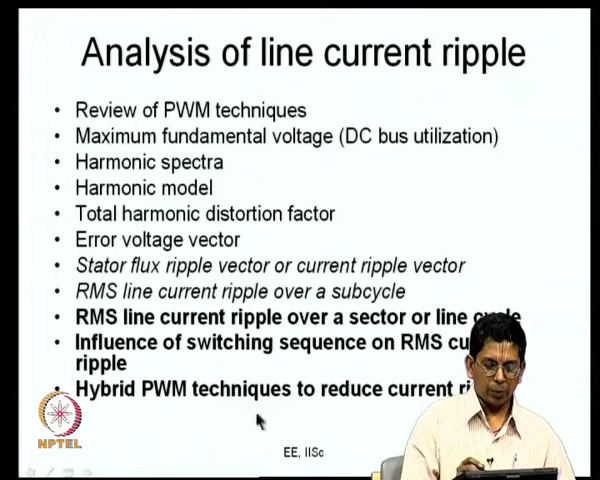 Analysis of line current ripple
• Review of PWM techniques
• Maximum fundamental voltage (DC bus utilization)
• Harmonic spectra
• Harmonic model
• Total harmonic distortion factor
• Error voltage vector
• Stator flux ripple vector or current ripple vector
• RMS line current ripple over a subcycle
• RMS line current ripple over a sector or line
• Influence of switching sequence on RMS
ripple
• Hybrid PWM techniques to reduce current
NPTEL
EE, IISc